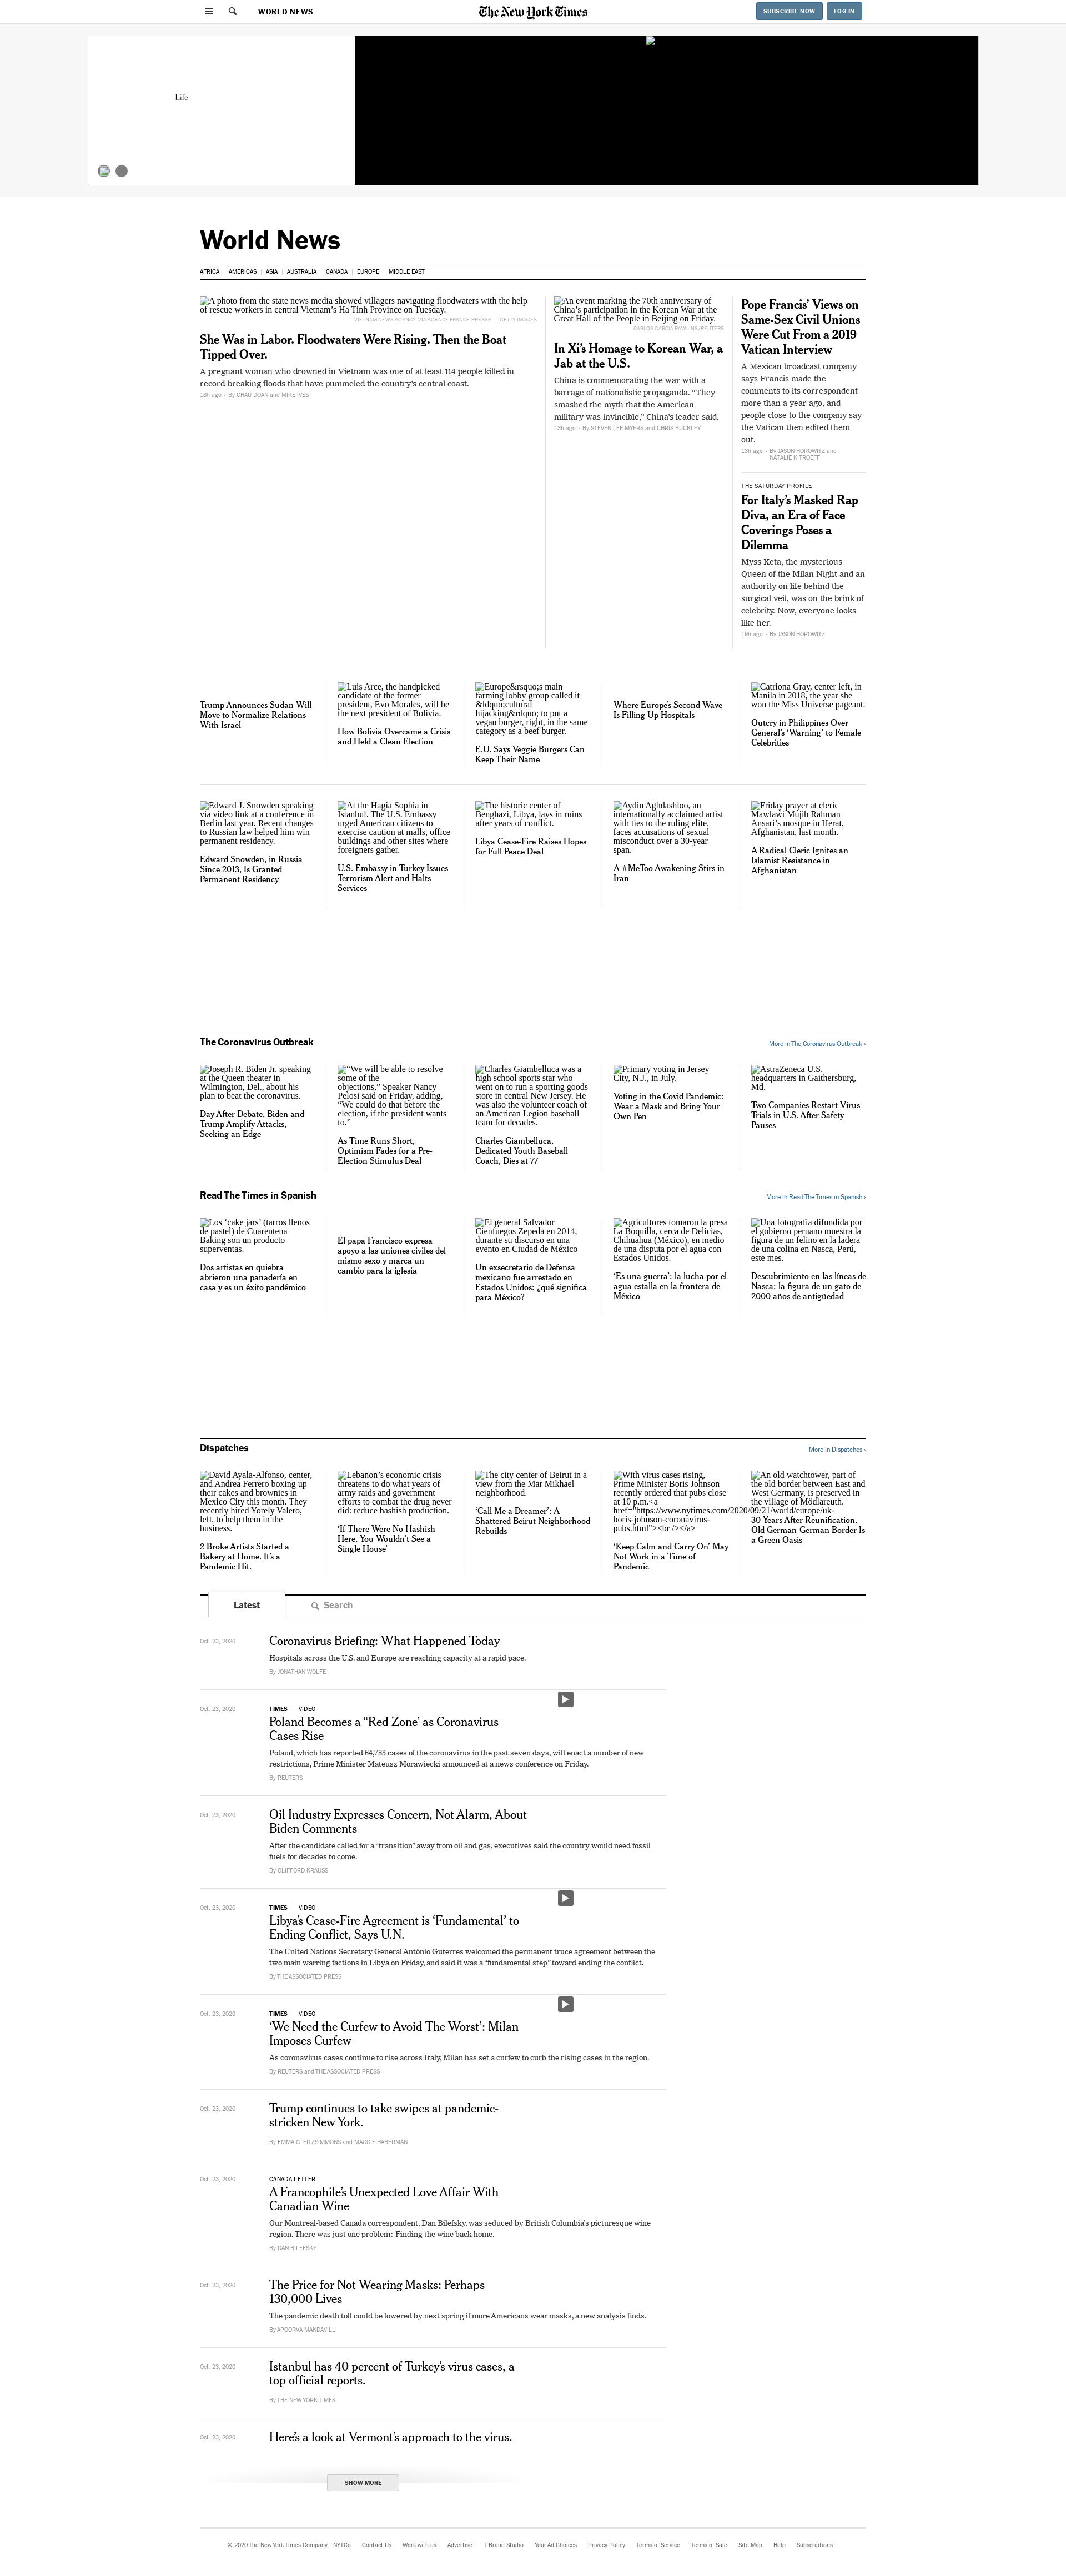 WORLD NEWS
The New York Times
SUBSCRIBE NOW
LOG IN
Life
World News
AFRICA | AMERICAS | ASIA | AUSTRALIA | CANADA | EUROPE | MIDDLE EAST
A photo from the state news media showed villagers navigating floodwaters with the help
of rescue workers in central Vietnam's Ha Tinh Province on Tuesday.
VIETNAM NEWS AGENCY, VIA AGENCE FRANCE-PRESSE — GETTY IMAGES
She Was in Labor. Floodwaters Were Rising. Then the Boat
Tipped Over.
A pregnant woman who drowned in Vietnam was one of at least 114 people killed in
record-breaking floods that have pummeled the country's central coast.
18h ago – By CHAU DOAN and MIKE IVES
An event marking the 70th anniversary of
China's participation in the Korean War at the
Great Hall of the People in Beijing on Friday.
CARLOS GARCIA RAWLINS/REUTERS
In Xi's Homage to Korean War, a
Jab at the U.S.
China is commemorating the war with a
barrage of nationalistic propaganda. “They
smashed the myth that the American
military was invincible,” China's leader said.
13h ago – By STEVEN LEE MYERS and CHRIS BUCKLEY
Pope Francis' Views on
Same-Sex Civil Unions
Were Cut From a 2019
Vatican Interview
A Mexican broadcast company
says Francis made the
comments to its correspondent
more than a year ago, and
people close to the company say
the Vatican then edited them
out.
13h ago – By JASON HOROWITZ and
NATALIE KITROEFF
THE SATURDAY PROFILE
For Italy's Masked Rap
Diva, an Era of Face
Coverings Poses a
Dilemma
Myss Keta, the mysterious
Queen of the Milan Night and an
authority on life behind the
surgical veil, was on the brink of
celebrity. Now, everyone looks
like her.
19h ago – By JASON HOROWITZ
Trump Announces Sudan Will
Move to Normalize Relations
With Israel
Luis Arce, the handpicked
candidate of the former
president, Evo Morales, will be
the next president of Bolivia.
How Bolivia Overcame a Crisis
and Held a Clean Election
Europe&rsquo;s main
farming lobby group called it
&ldquo;cultural
hijacking&rdquo; to put a
vegan burger, right, in the same
category as a beef burger.
E.U. Says Veggie Burgers Can
Keep Their Name
Where Europe's Second Wave
Is Filling Up Hospitals
Catriona Gray, center left, in
Manila in 2018, the year she
won the Miss Universe pageant.
Outcry in Philippines Over
General's ‘Warning’ to Female
Celebrities
Edward J. Snowden speaking
via video link at a conference in
Berlin last year. Recent changes
to Russian law helped him win
permanent residency.
Edward Snowden, in Russia
Since 2013, Is Granted
Permanent Residency
At the Hagia Sophia in
Istanbul. The U.S. Embassy
urged American citizens to
exercise caution at malls, office
buildings and other sites where
foreigners gather.
U.S. Embassy in Turkey Issues
Terrorism Alert and Halts
Services
The historic center of
Benghazi, Libya, lays in ruins
after years of conflict.
Libya Cease-Fire Raises Hopes
for Full Peace Deal
Aydin Aghdashloo, an
internationally acclaimed artist
with ties to the ruling elite,
faces accusations of sexual
misconduct over a 30-year
span.
A #MeToo Awakening Stirs in
Iran
Friday prayer at cleric
Mawlawi Mujib Rahman
Ansari's mosque in Herat,
Afghanistan, last month.
A Radical Cleric Ignites an
Islamist Resistance in
Afghanistan
The Coronavirus Outbreak
More in The Coronavirus Outbreak ›
Joseph R. Biden Jr. speaking
at the Queen theater in
Wilmington, Del., about his
plan to beat the coronavirus.
Day After Debate, Biden and
Trump Amplify Attacks,
Seeking an Edge
“We will be able to resolve
some of the
objections,” Speaker Nancy
Pelosi said on Friday, adding,
“We could do that before the
election, if the president wants
to.”
As Time Runs Short,
Optimism Fades for a Pre-
Election Stimulus Deal
Charles Giambelluca was a
high school sports star who
went on to run a sporting goods
store in central New Jersey. He
was also the volunteer coach of
an American Legion baseball
team for decades.
Charles Giambelluca,
Dedicated Youth Baseball
Coach, Dies at 77
Primary voting in Jersey
City, N.J., in July.
Voting in the Covid Pandemic:
Wear a Mask and Bring Your
Own Pen
AstraZeneca U.S.
headquarters in Gaithersburg,
Md.
Two Companies Restart Virus
Trials in U.S. After Safety
Pauses
Read The Times in Spanish
More in Read The Times in Spanish ›
Los ‘cake jars’ (tarros llenos
de pastel) de Cuarentena
Baking son un producto
superventas.
Dos artistas en quiebra
abrieron una panadería en
casa y es un éxito pandémico
El papa Francisco expresa
apoyo a las uniones civiles del
mismo sexo y marca un
cambio para la iglesia
El general Salvador
Cienfuegos Zepeda en 2014,
durante su discurso en una
evento en Ciudad de México
Un exsecretario de Defensa
mexicano fue arrestado en
Estados Unidos: ¿qué significa
para México?
Agricultores tomaron la presa
La Boquilla, cerca de Delicias,
Chihuahua (México), en medio
de una disputa por el agua con
Estados Unidos.
‘Es una guerra’: la lucha por el
agua estalla en la frontera de
México
Una fotografía difundida por
el gobierno peruano muestra la
figura de un felino en la ladera
de una colina en Nasca, Perú,
este mes.
Descubrimiento en las líneas de
Nasca: la figura de un gato de
2000 años de antigüedad
Dispatches
More in Dispatches ›
David Ayala-Alfonso, center,
and Andrea Ferrero boxing up
their cakes and brownies in
Mexico City this month. They
recently hired Yorely Valero,
left, to help them in the
business.
2 Broke Artists Started a
Bakery at Home. It's a
Pandemic Hit.
Lebanon's economic crisis
threatens to do what years of
army raids and government
efforts to combat the drug never
did: reduce hashish production.
‘If There Were No Hashish
Here, You Wouldn't See a
Single House’
The city center of Beirut in a
view from the Mar Mikhael
neighborhood.
‘Call Me a Dreamer’: A
Shattered Beirut Neighborhood
Rebuilds
With virus cases rising,
Prime Minister Boris Johnson
recently ordered that pubs close
at 10 p.m.<a
href="https://www.nytimes.com/2020/09/21/world/europe/uk-
boris-johnson-coronavirus-
pubs.html"><br /></a>
‘Keep Calm and Carry On’ May
Not Work in a Time of
Pandemic
An old watchtower, part of
the old border between East and
West Germany, is preserved in
the village of Mödlareuth.
30 Years After Reunification,
Old German-German Border Is
a Green Oasis
Latest
Search
Oct. 23, 2020
Coronavirus Briefing: What Happened Today
Hospitals across the U.S. and Europe are reaching capacity at a rapid pace.
By JONATHAN WOLFE
Oct. 23, 2020
TIMES | VIDEO
Poland Becomes a “Red Zone’ as Coronavirus
Cases Rise
Poland, which has reported 64,783 cases of the coronavirus in the past seven days, will enact a number of new
restrictions, Prime Minister Mateusz Morawiecki announced at a news conference on Friday.
By REUTERS
Oct. 23, 2020
Oil Industry Expresses Concern, Not Alarm, About
Biden Comments
After the candidate called for a “transition” away from oil and gas, executives said the country would need fossil
fuels for decades to come.
By CLIFFORD KRAUSS
Oct. 23, 2020
TIMES | VIDEO
Libya's Cease-Fire Agreement is ‘Fundamental’ to
Ending Conflict, Says U.N.
The United Nations Secretary General António Guterres welcomed the permanent truce agreement between the
two main warring factions in Libya on Friday, and said it was a “fundamental step” toward ending the conflict.
By THE ASSOCIATED PRESS
Oct. 23, 2020
TIMES | VIDEO
‘We Need the Curfew to Avoid The Worst’: Milan
Imposes Curfew
As coronavirus cases continue to rise across Italy, Milan has set a curfew to curb the rising cases in the region.
By REUTERS and THE ASSOCIATED PRESS
Oct. 23, 2020
Trump continues to take swipes at pandemic-
stricken New York.
By EMMA G. FITZSIMMONS and MAGGIE HABERMAN
Oct. 23, 2020
CANADA LETTER
A Francophile's Unexpected Love Affair With
Canadian Wine
Our Montreal-based Canada correspondent, Dan Bilefsky, was seduced by British Columbia's picturesque wine
region. There was just one problem: Finding the wine back home.
By DAN BILEFSKY
Oct. 23, 2020
The Price for Not Wearing Masks: Perhaps
130,000 Lives
The pandemic death toll could be lowered by next spring if more Americans wear masks, a new analysis finds.
By APOORVA MANDAVILLI
Oct. 23, 2020
Istanbul has 40 percent of Turkey's virus cases, a
top official reports.
By THE NEW YORK TIMES
Oct. 23, 2020
Here's a look at Vermont's approach to the virus.
SHOW MORE
© 2020 The New York Times Company NYTCo Contact Us Work with us Advertise T Brand Studio Your Ad Choices Privacy Policy Terms of Service Terms of Sale Site Map Help Subscriptions